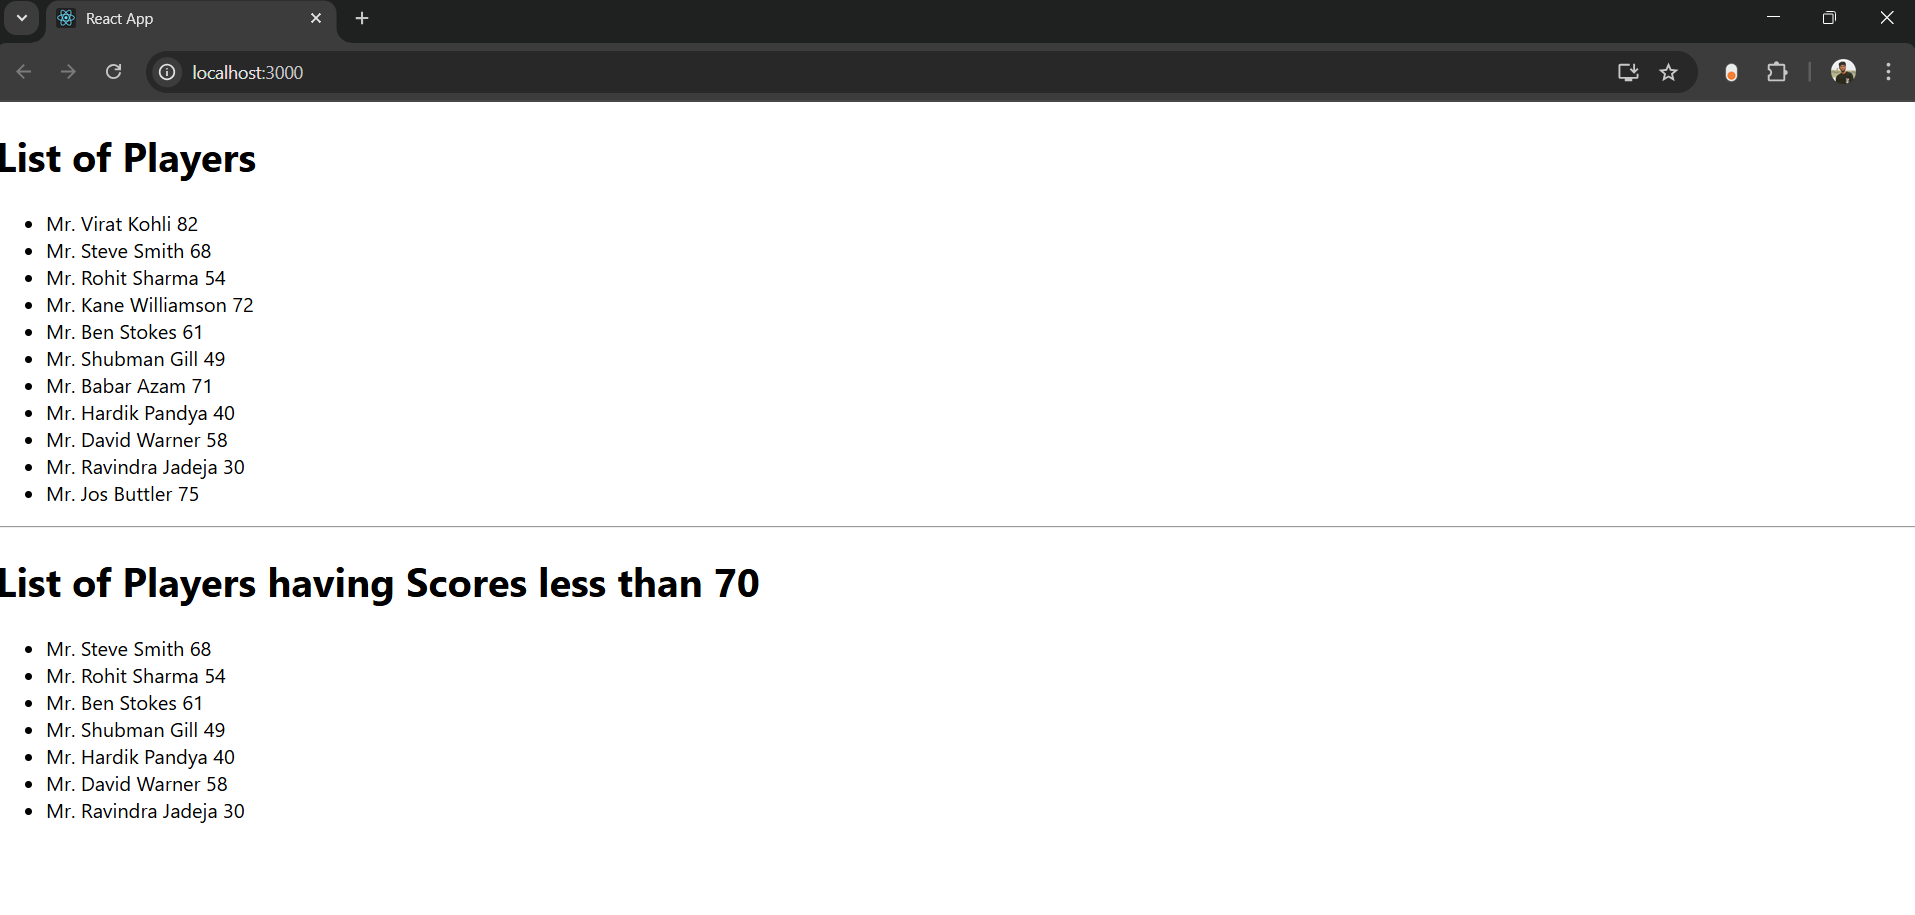 React App
localhost:3000
List of Players
Mr. Virat Kohli 82
Mr. Steve Smith 68
Mr. Rohit Sharma 54
Mr. Kane Williamson 72
Mr. Ben Stokes 61
Mr. Shubman Gill 49
Mr. Babar Azam 71
Mr. Hardik Pandya 40
Mr. David Warner 58
Mr. Ravindra Jadeja 30
Mr. Jos Buttler 75
List of Players having Scores less than 70
Mr. Steve Smith 68
Mr. Rohit Sharma 54
Mr. Ben Stokes 61
Mr. Shubman Gill 49
Mr. Hardik Pandya 40
Mr. David Warner 58
Mr. Ravindra Jadeja 30